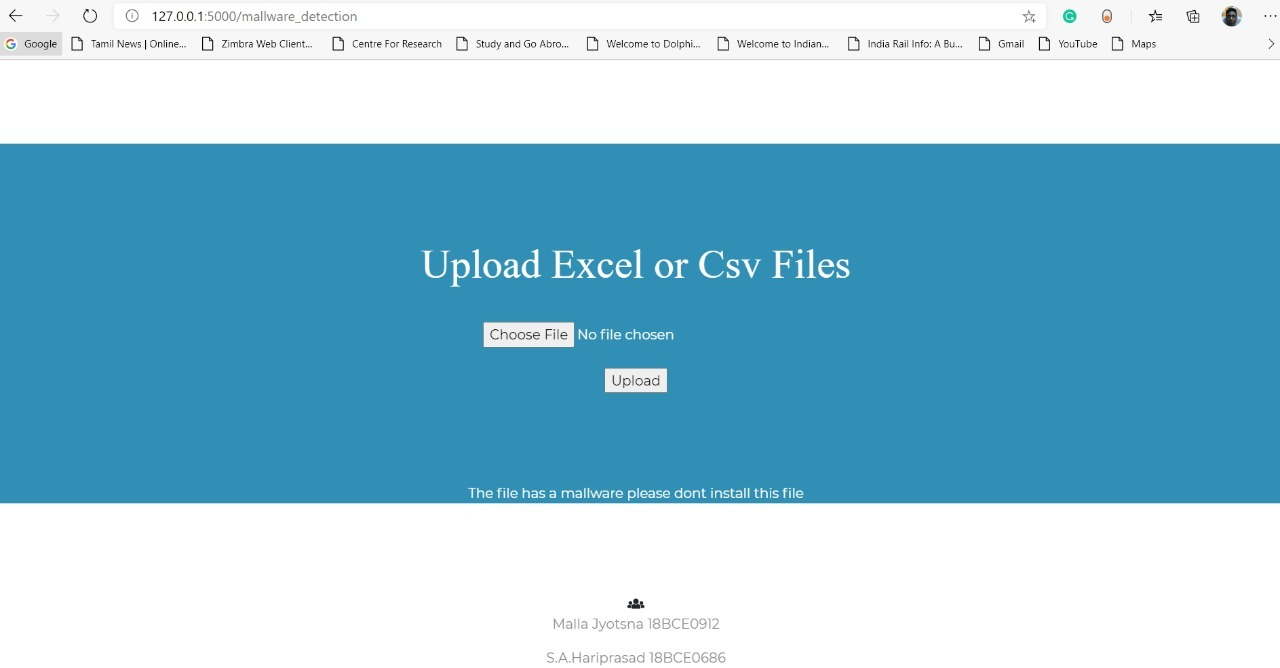 127.0.0.1:5000/mallware_detection
Google Tamil News | Online... Zimbra Web Client... Centre For Research Study and Go Abro... Welcome to Dolphi... Welcome to Indian... India Rail Info: A Bu... Gmail YouTube Maps
Upload Excel or Csv Files
Choose File No file chosen
Upload
The file has a mallware please dont install this file
Malla Jyotsna 18BCE0912
S.A.Hariprasad 18BCE0686